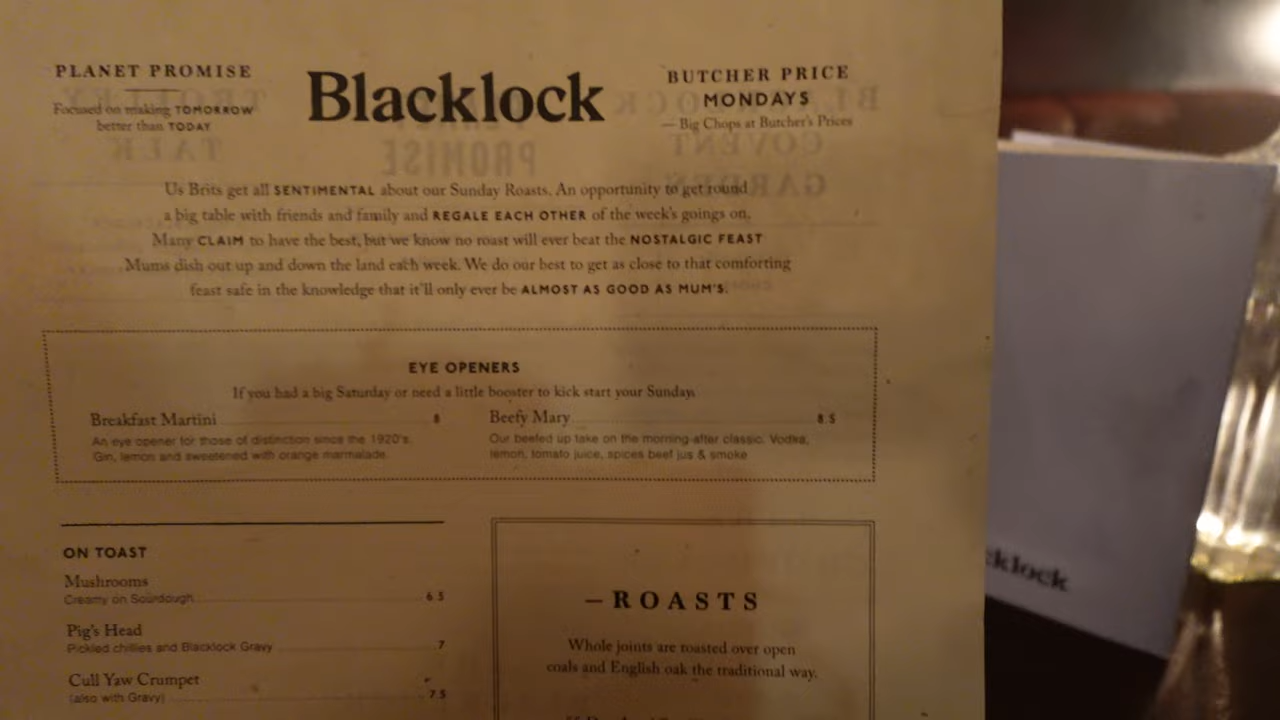 PLANET PROMISE
Focused on making TOMORROW
better than TODAY
Blacklock
BUTCHER PRICE
MONDAYS
— Big Chops at Butcher's Prices
Us Brits get all SENTIMENTAL about our Sunday Roasts. An opportunity to get round
a big table with friends and family and REGALE EACH OTHER of the week's goings on.
Many CLAIM to have the best, but we know no roast will ever beat the NOSTALGIC FEAST
Mums dish out up and down the land each week. We do our best to get as close to that comforting
feast safe in the knowledge that it'll only ever be ALMOST AS GOOD AS MUM'S.
EYE OPENERS
If you had a big Saturday or need a little booster to kick start your Sunday.
Breakfast Martini 8
An eye opener for those of distinction since the 1920's.
Gin, lemon and sweetened with orange marmalade.
Beefy Mary 8.5
Our beefed up take on the morning-after classic. Vodka,
lemon, tomato juice, spices beef jus & smoke
ON TOAST
Mushrooms
Creamy on Sourdough 6.5
Pig's Head
Pickled chillies and Blacklock Gravy 7
Cull Yaw Crumpet
(also with Gravy) 7.5
— ROASTS
Whole joints are roasted over open
coals and English oak the traditional way.
cklock